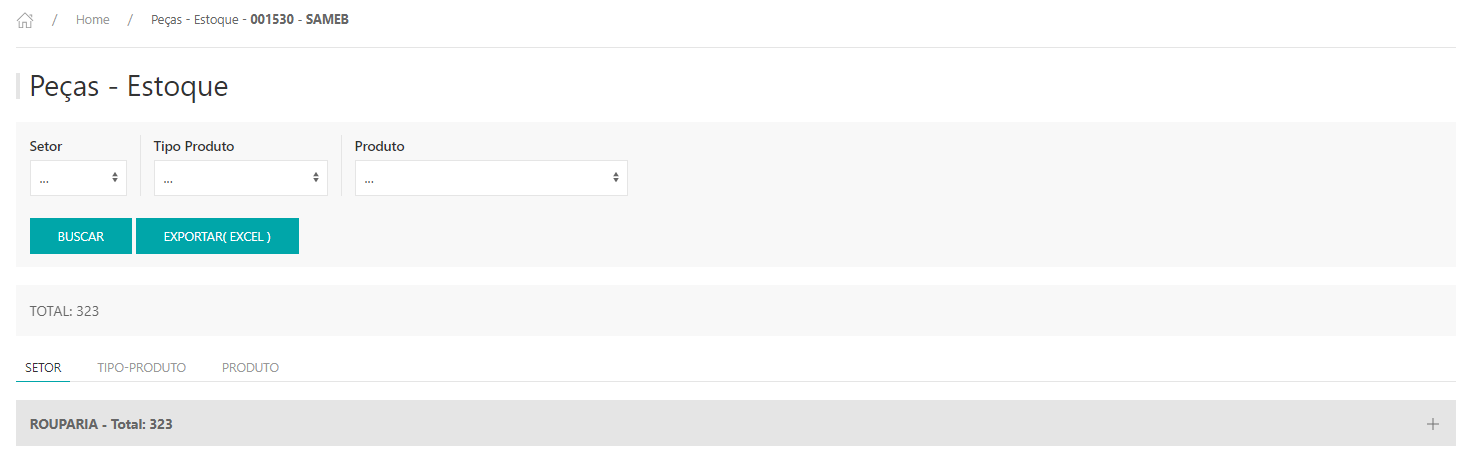 / Home / Peças - Estoque - 001530 - SAMEB
Peças - Estoque
Setor Tipo Produto Produto
... ... ...
BUSCAR EXPORTAR( EXCEL )
TOTAL: 323
SETOR TIPO-PRODUTO PRODUTO
ROUPARIA - Total: 323